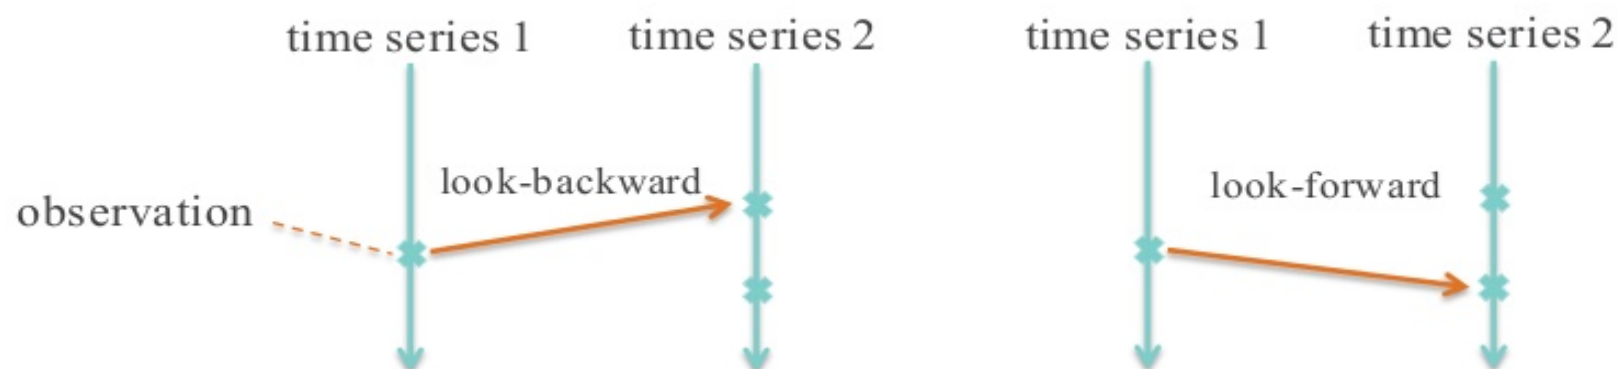 time series 1
time series 2
look-backward
observation
time series 1
time series 2
look-forward